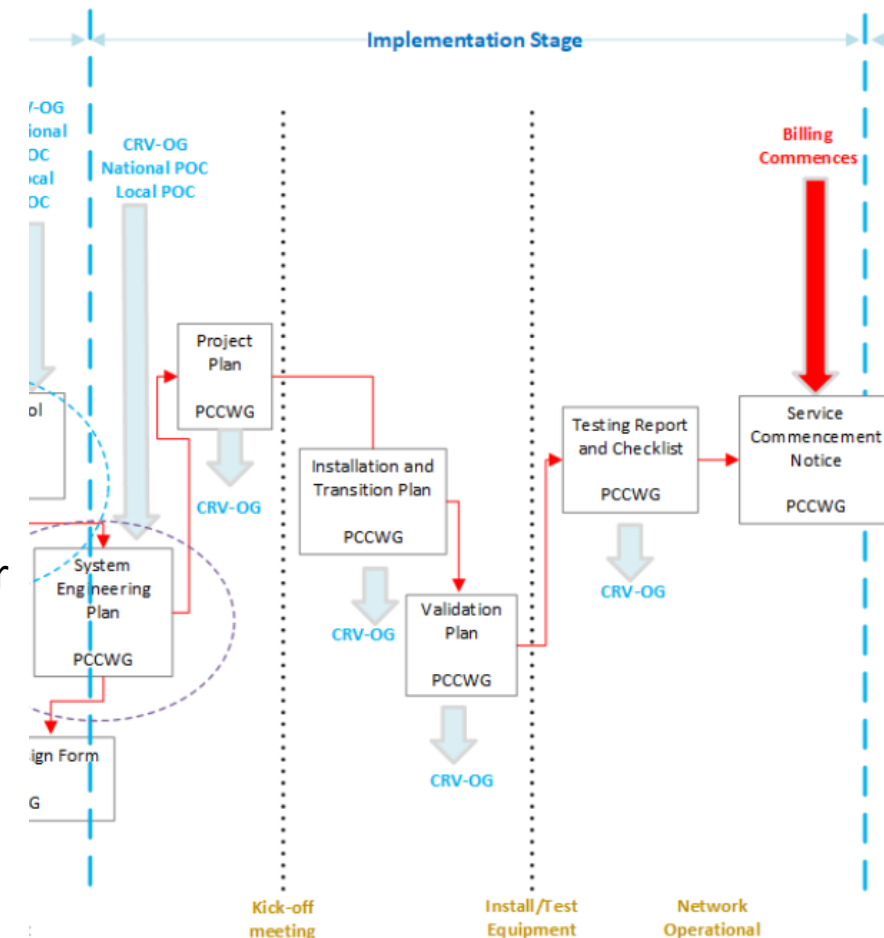 Implementation Stage
CRV-OG
National POC
Local POC
Billing
Commences
Project
Plan
PCCWG
CRV-OG
Installation and
Transition Plan
PCCWG
CRV-OG
Validation
Plan
PCCWG
CRV-OG
Testing Report
and Checklist
PCCWG
CRV-OG
Service
Commencement
Notice
PCCWG
System
Engineering
Plan
PCCWG
Form
Kick-off
meeting
Install/Test
Equipment
Network
Operational